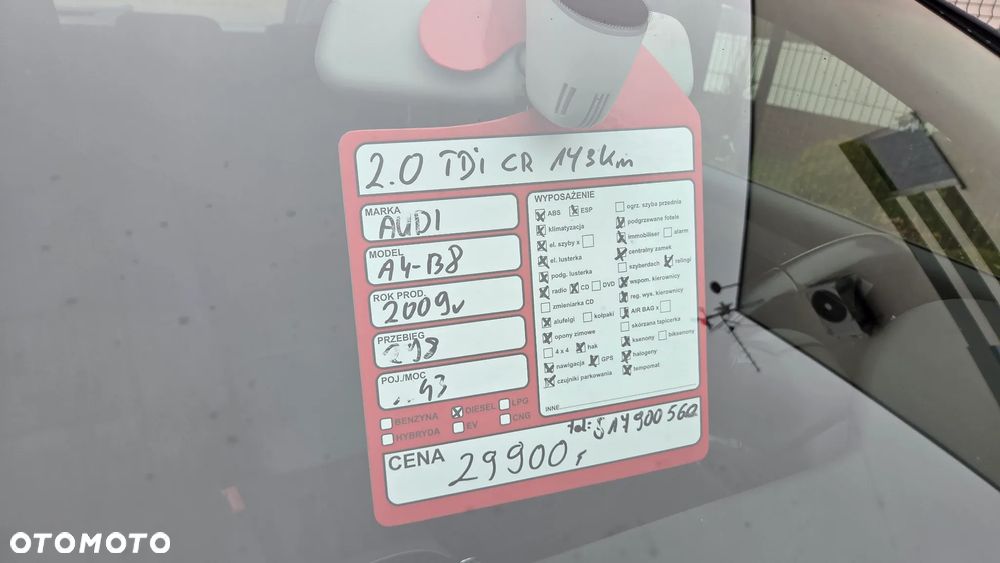 2.0 TDi CR 143km
MARKA
AUDI
MODEL
A4-B8
ROK PROD.
2009r
PRZEBIEG
POJ./MOC
BENZYNA DIESEL LPG
HYBRYDA EV CNG
WYPOSAŻENIE
ABS ESP
klimatyzacja
el. szyby x
el. lusterka
podg. lusterka
radio CD DVD
zmieniarka CD
alufelgi kołpaki
opony zimowe
4 x 4 hak
nawigacja GPS
czujniki parkowania
ogrz. szyba przednia
podgrzewane fotele
immobiliser alarm
centralny zamek
szyberdach relingi
wspom. kierownicy
reg. wys. kierownicy
AIR BAG x
skórzana tapicerka
ksenony biksenony
halogeny
tempomat
INNE
CENA
29900,-
OTOMOTO